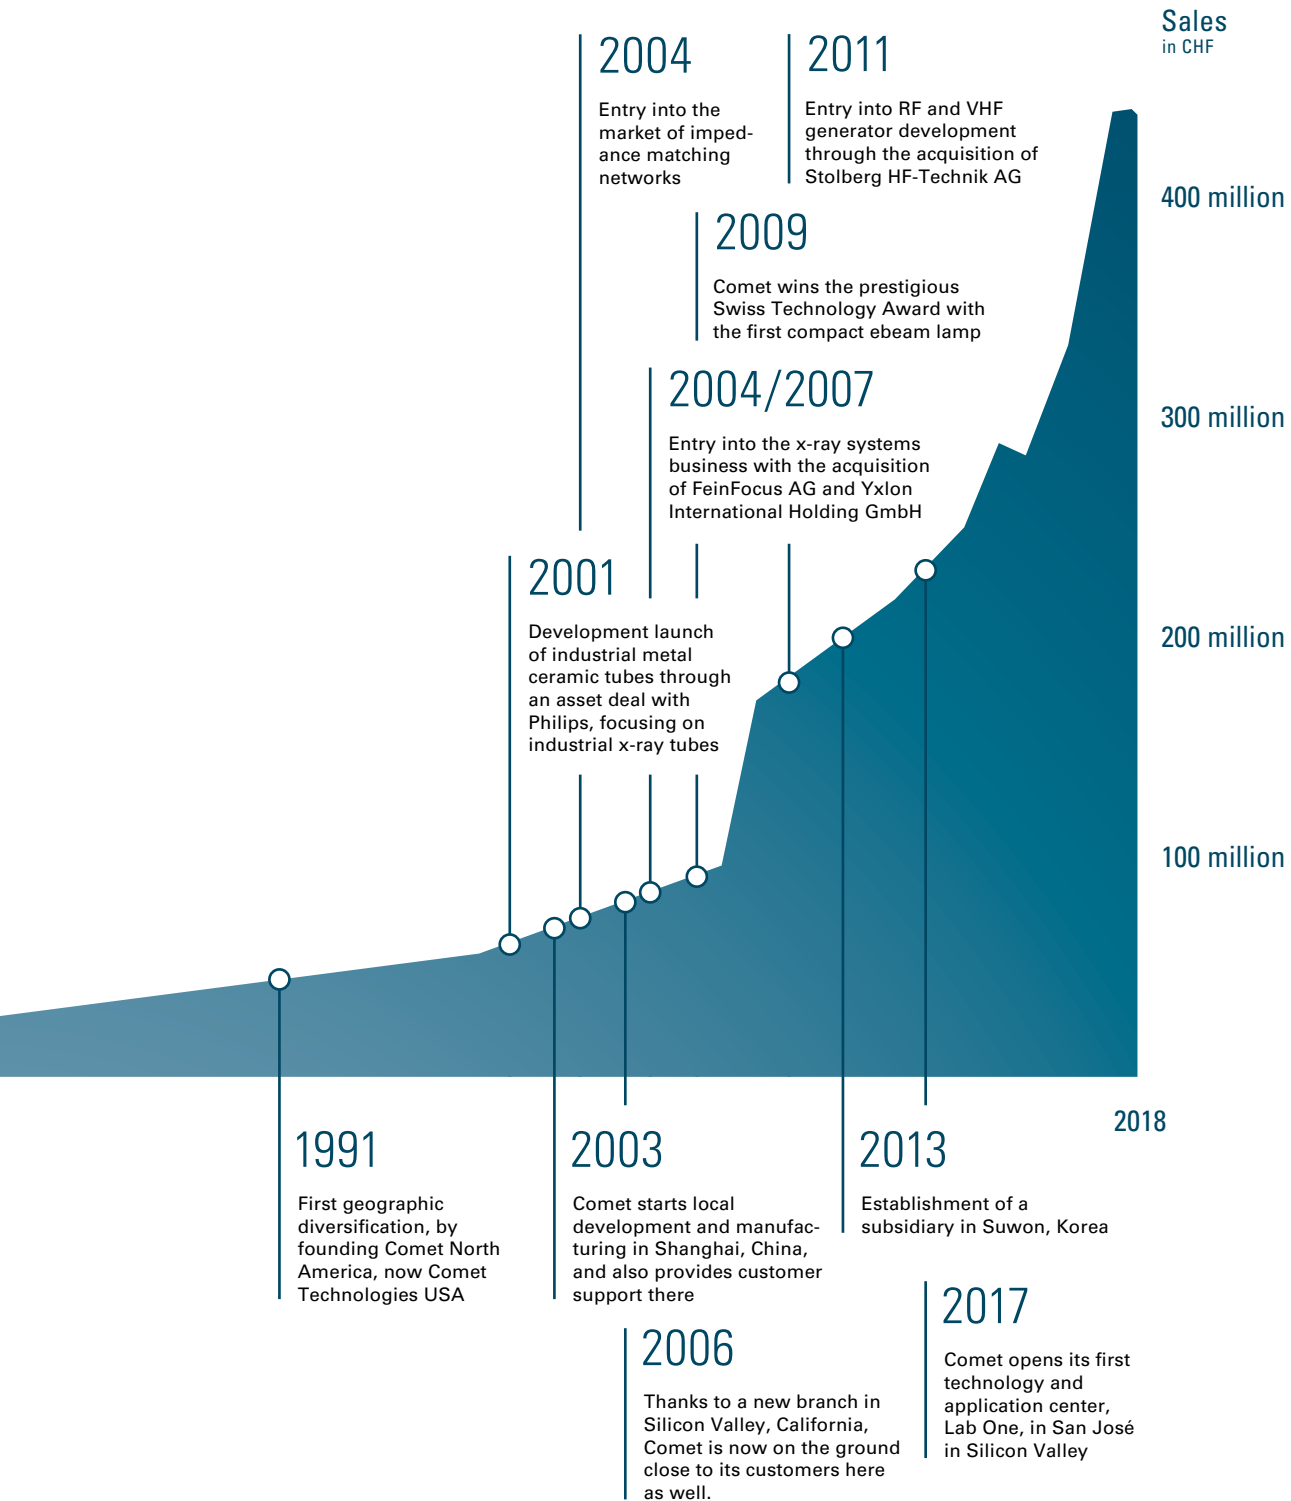 Sales
in CHF
2004
Entry into the
market of imped-
ance matching
networks
2011
Entry into RF and VHF
generator development
through the acquisition of
Stolberg HF-Technik AG
400 million
2009
Comet wins the prestigious
Swiss Technology Award with
the first compact ebeam lamp
2004/2007
Entry into the x-ray systems
business with the acquisition
of FeinFocus AG and Yxlon
International Holding GmbH
300 million
2001
Development launch
of industrial metal
ceramic tubes through
an asset deal with
Philips, focusing on
industrial x-ray tubes
200 million
100 million
2018
1991
First geographic
diversification, by
founding Comet North
America, now Comet
Technologies USA
2003
Comet starts local
development and manufac-
turing in Shanghai, China,
and also provides customer
support there
2013
Establishment of a
subsidiary in Suwon, Korea
2006
Thanks to a new branch in
Silicon Valley, California,
Comet is now on the ground
close to its customers here
as well.
2017
Comet opens its first
technology and
application center,
Lab One, in San José
in Silicon Valley